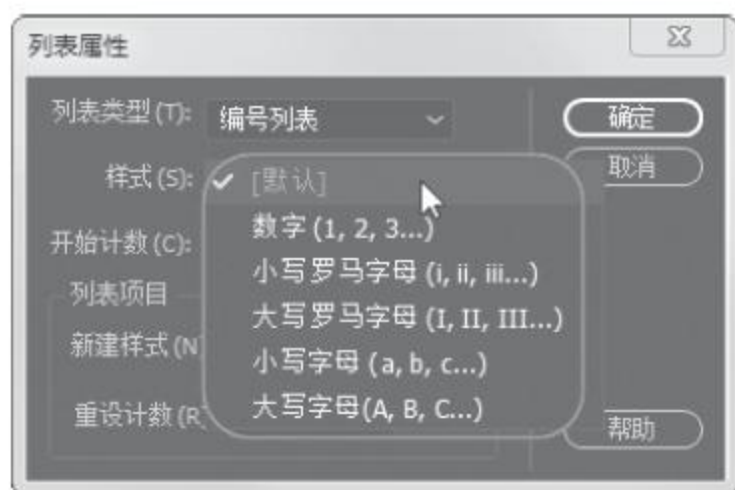 列表属性
列表类型(T): 编号列表
确定
样式(S): [默认]
取消
数字(1, 2, 3...)
开始计数(C):
小写罗马字母(i, ii, iii...)
列表项目
大写罗马字母(I, II, III...)
新建样式(N
小写字母(a, b, c...)
重设计数(R
大写字母(A, B, C...)
帮助